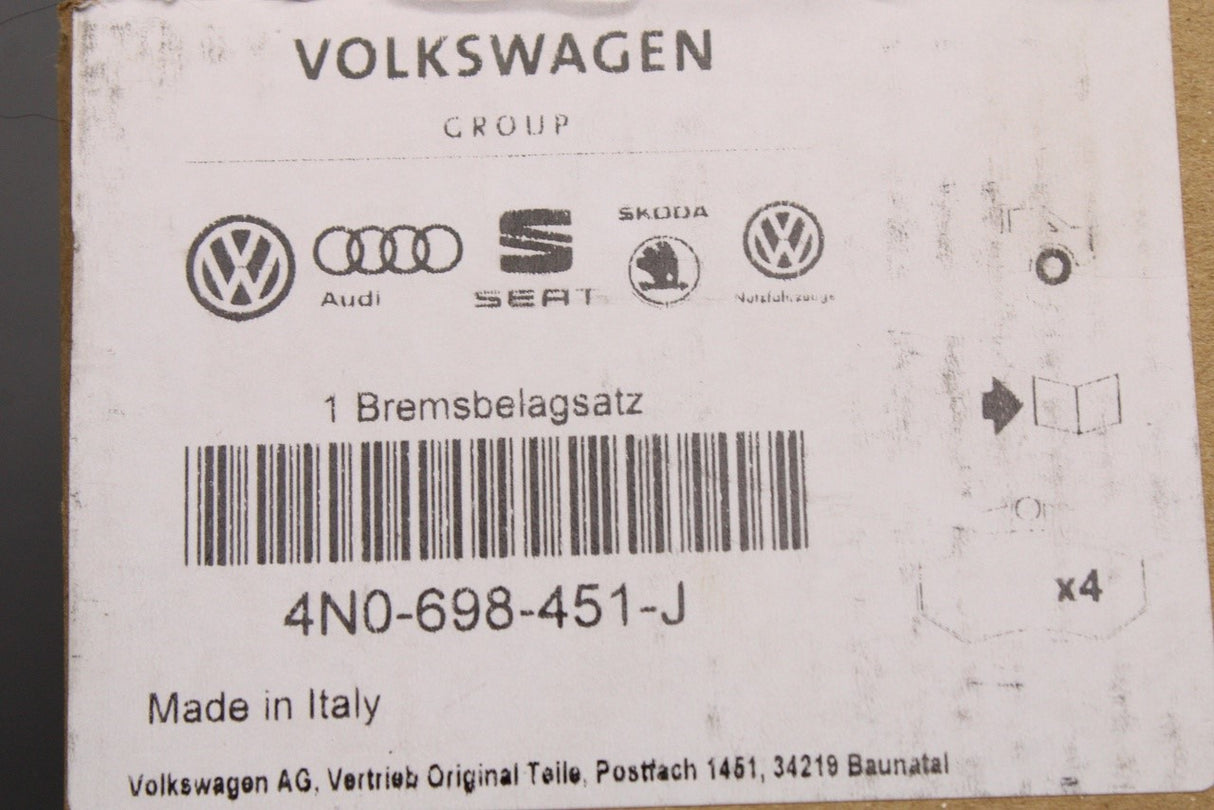 VOLKSWAGEN
GROUP
Audi
SEAT
ŠKODA
Nutzfahrzeuge
1 Bremsbelagsatz
x4
4N0-698-451-J
Made in Italy
Volkswagen AG, Vertrieb Original Teile, Postfach 1451, 34219 Baunatal